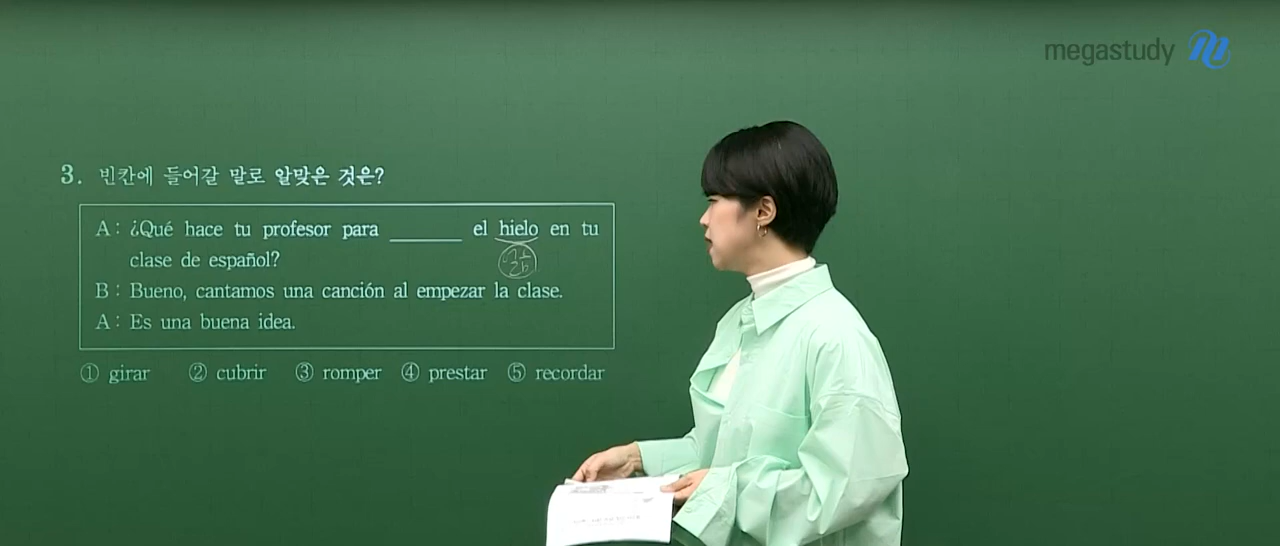 megastudy
3. 빈칸에 들어갈 말로 알맞은 것은?
A : ¿Qué hace tu profesor para ______ el hielo en tu
clase de español?
B : Bueno, cantamos una canción al empezar la clase.
A : Es una buena idea.
① girar ② cubrir ③ romper ④ prestar ⑤ recordar